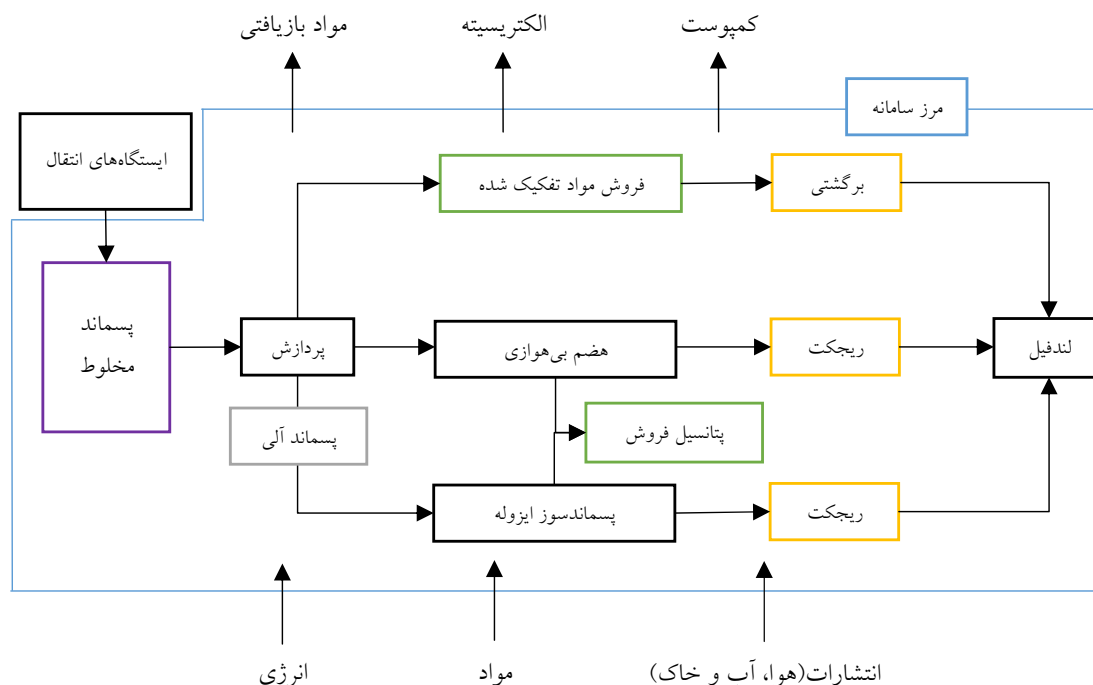 کمپوست
الکتریسیته
مواد بازیافتی
مرز سامانه
ایستگاه‌های انتقال
برگشتی
فروش مواد تفکیک شده
پسماند
مخلوط
پردازش
هضم بی‌هوازی
ریجکت
لندفیل
پسماند آلی
پتانسیل فروش
پسماندسوز ایزوله
ریجکت
انتشارات(هوا، آب و خاک)
مواد
انرژی